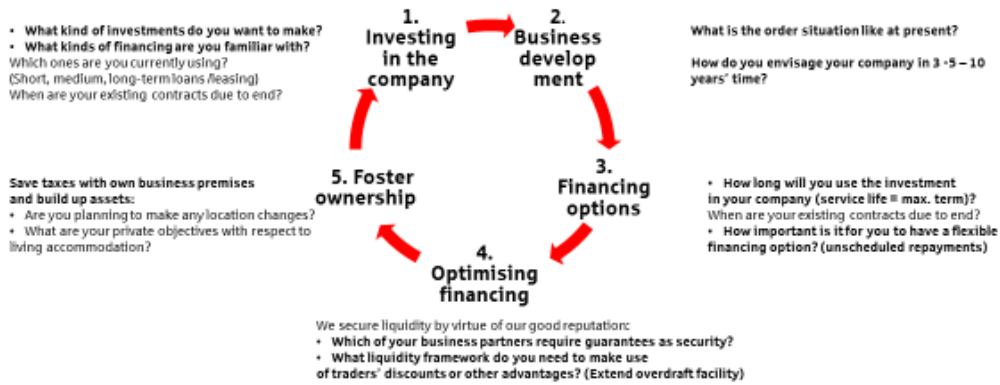 • What kind of investments do you want to make?
• What kinds of financing are you familiar with?
Which ones are you currently using?
(Short, medium, long-term loans /leasing)
When are your existing contracts due to end?
1.
Investing
in the
company
2.
Business
develop
ment
What is the order situation like at present?
How do you envisage your company in 3 -5 – 10
years' time?
3.
Financing
options
• How long will you use the investment
in your company (service life = max. term)?
When are your existing contracts due to end?
• How important is it for you to have a flexible
financing option? (unscheduled repayments)
4.
Optimising
financing
We secure liquidity by virtue of our good reputation:
• Which of your business partners require guarantees as security?
• What liquidity framework do you need to make use
of traders' discounts or other advantages? (Extend overdraft facility)
5. Foster
ownership
Save taxes with own business premises
and build up assets:
• Are you planning to make any location changes?
• What are your private objectives with respect to
living accommodation?